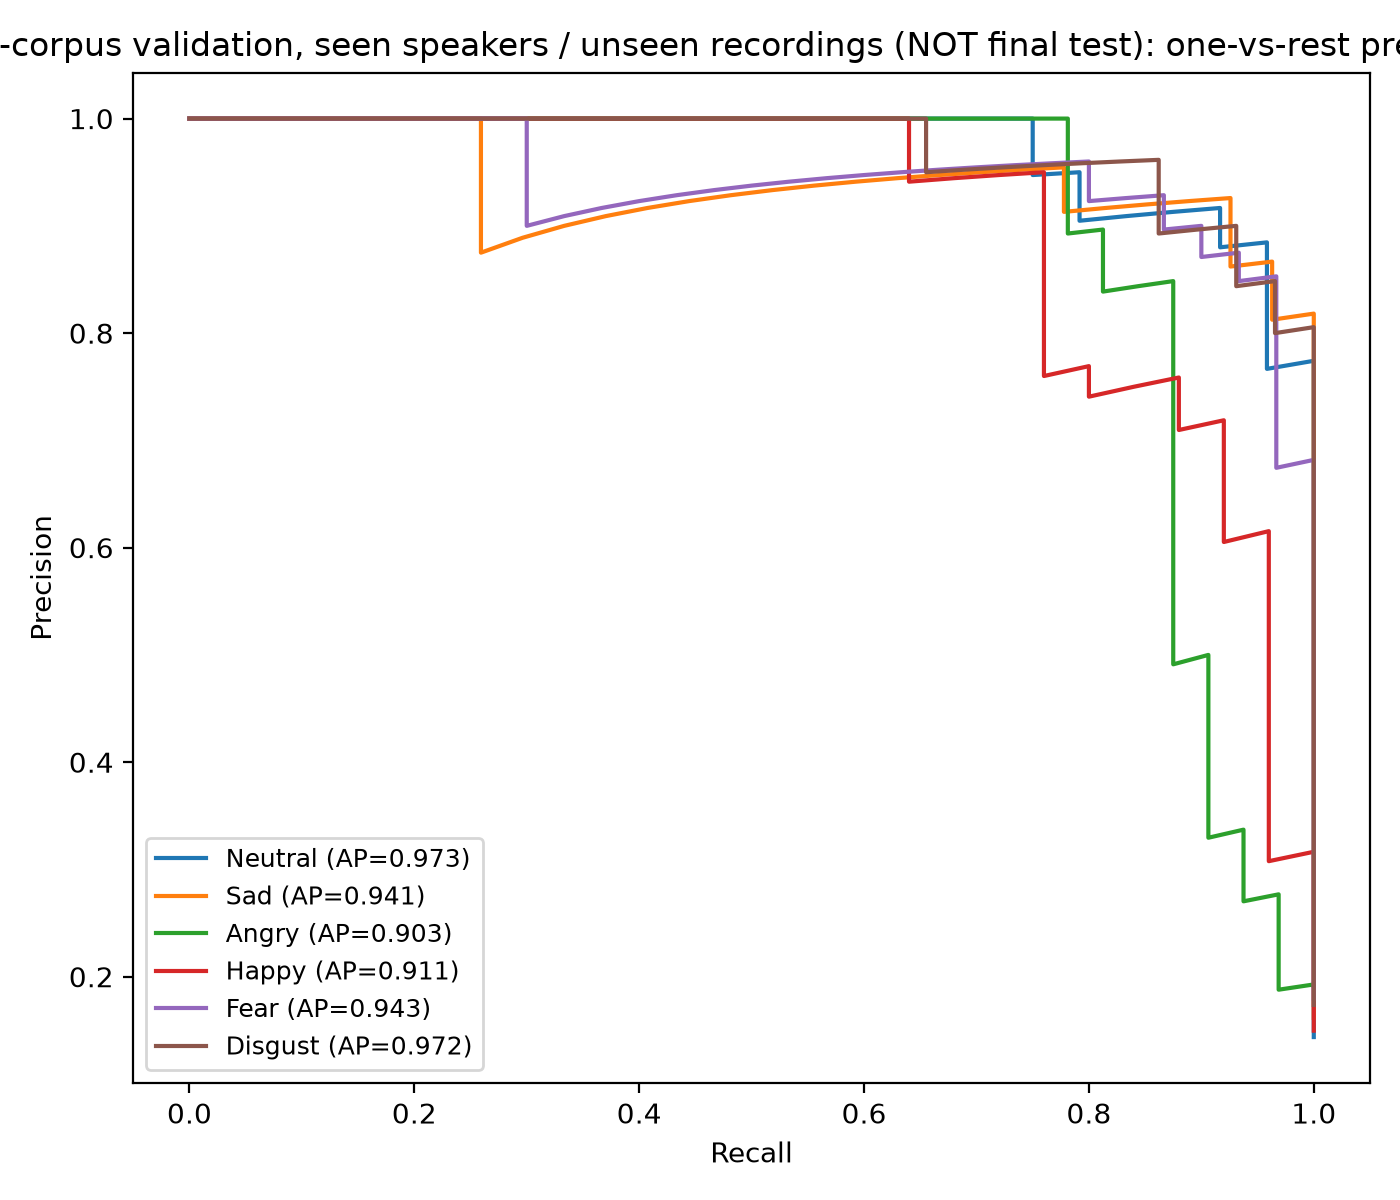 -corpus validation, seen speakers / unseen recordings (NOT final test): one-vs-rest
1.0
0.8
0.6
0.4
0.2
Precision
Neutral (AP=0.973)
Sad (AP=0.941)
Angry (AP=0.903)
Happy (AP=0.911)
Fear (AP=0.943)
Disgust (AP=0.972)
0.0 0.2 0.4 0.6 0.8 1.0
Recall